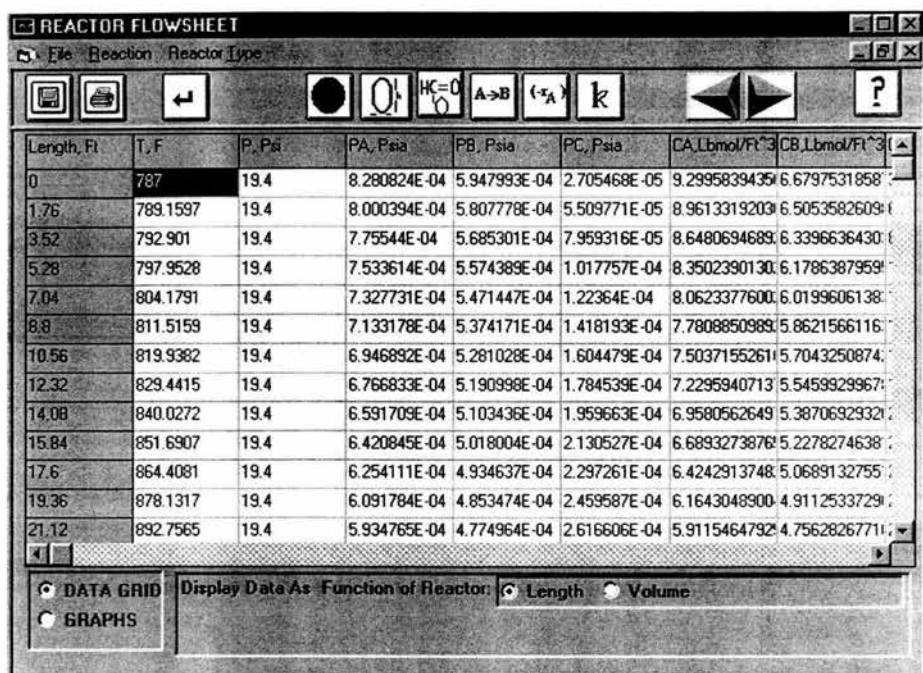 REACTOR FLOWSHEET
File Reaction Reactor Type
HC=0 A→B (-rA) k ?
Length, Ft T, F P, Psi PA, Psia PB, Psia PC, Psia CA,Lbmol/Ft^3 CB,Lbmol/Ft^3
0 787 19.4 8.280824E-04 5.947993E-04 2.705468E-05
1.76 789.1597 19.4 8.000394E-04 5.807778E-04 5.509771E-05
3.52 792.901 19.4 7.75544E-04 5.685301E-04 7.959316E-05
5.28 797.9528 19.4 7.533614E-04 5.574389E-04 1.017757E-04
7.04 804.1791 19.4 7.327731E-04 5.471447E-04 1.22364E-04
8.8 811.5159 19.4 7.133178E-04 5.374171E-04 1.418193E-04
10.56 819.9382 19.4 6.946892E-04 5.281028E-04 1.604479E-04
12.32 829.4415 19.4 6.766833E-04 5.190998E-04 1.784539E-04
14.08 840.0272 19.4 6.591709E-04 5.103436E-04 1.959663E-04
15.84 851.6907 19.4 6.420845E-04 5.018004E-04 2.130527E-04
17.6 864.4081 19.4 6.254111E-04 4.934637E-04 2.297261E-04
19.36 878.1317 19.4 6.091784E-04 4.853474E-04 2.459587E-04
21.12 892.7565 19.4 5.934765E-04 4.774964E-04 2.616606E-04
DATA GRID Display Data As Function of Reactor: Length Volume
GRAPHS